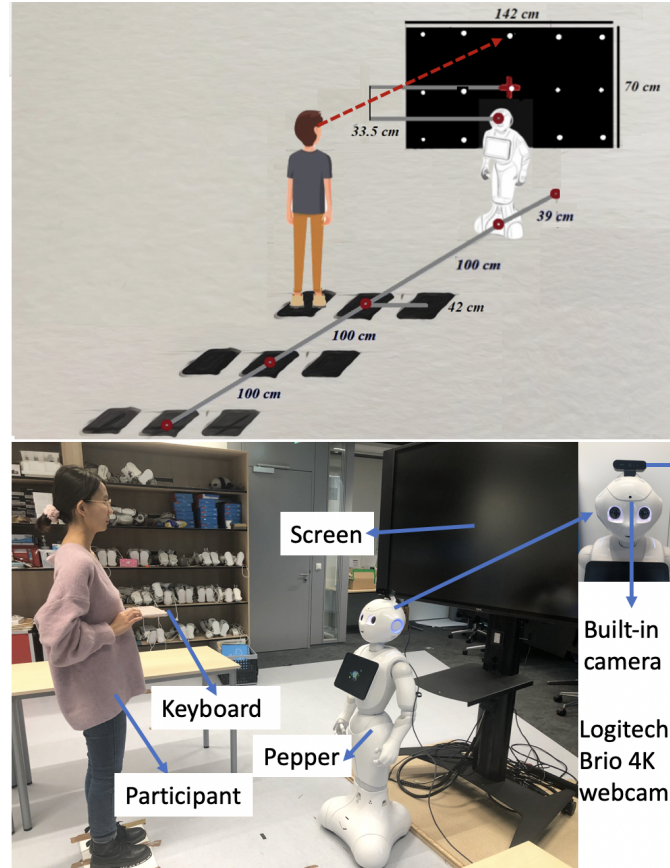 142 cm
70 cm
33.5 cm
39 cm
100 cm
42 cm
100 cm
100 cm
Screen
Built-in
camera
Keyboard
Logitech
Brio 4K
webcam
Pepper
Participant